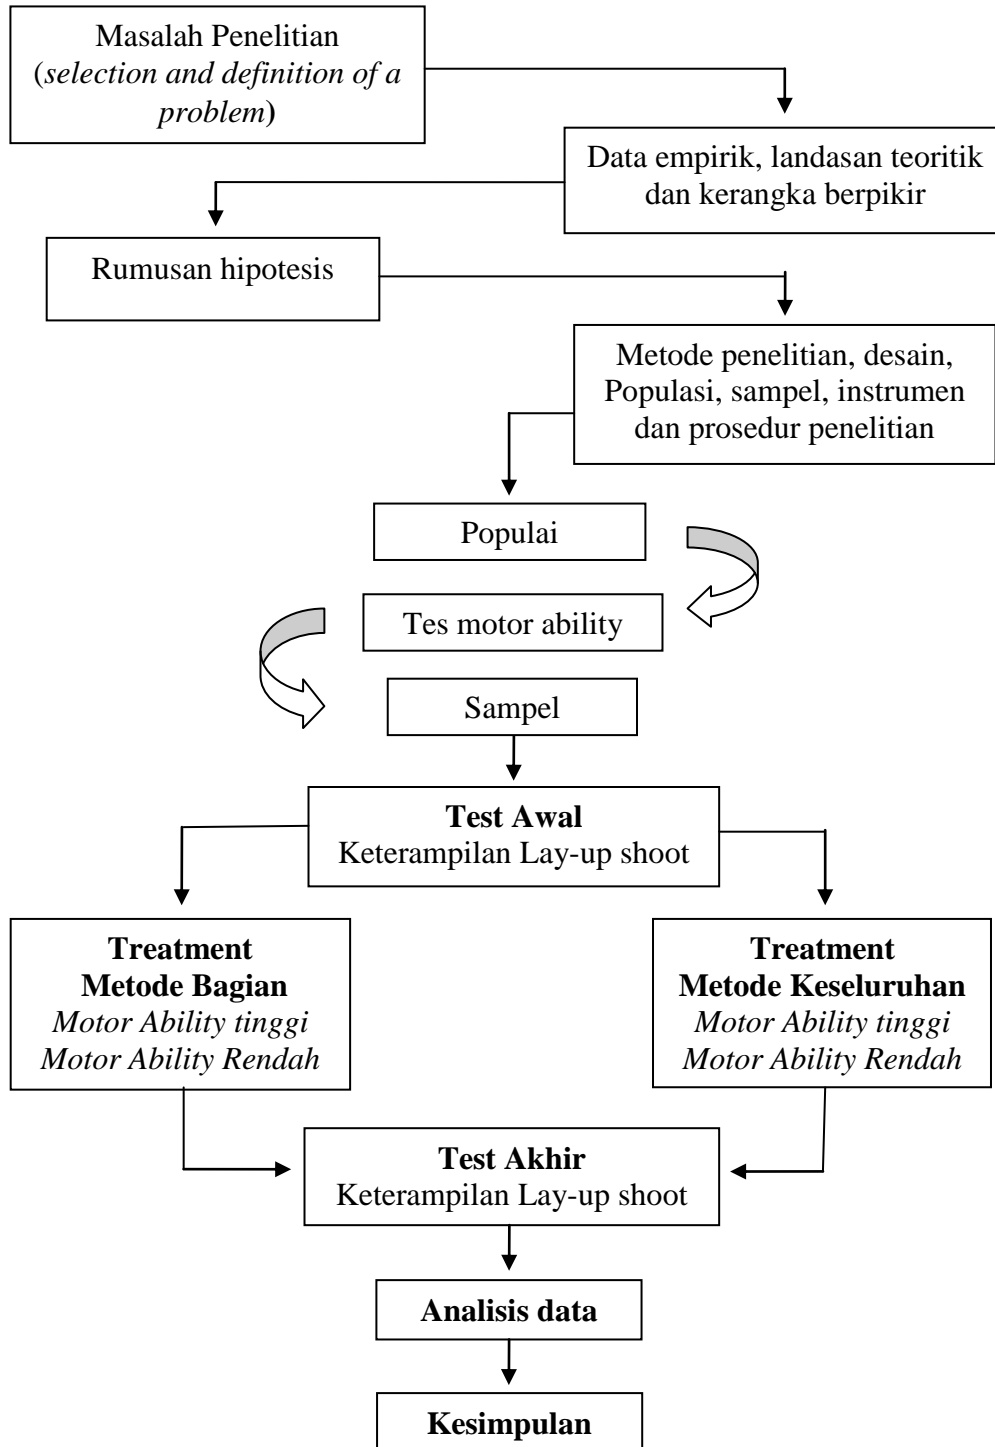 Masalah Penelitian
(selection and definition of a
problem)
Data empirik, landasan teoritik
dan kerangka berpikir
Rumusan hipotesis
Metode penelitian, desain,
Populasi, sampel, instrumen
dan prosedur penelitian
Populai
Tes motor ability
Sampel
Test Awal
Keterampilan Lay-up shoot
Treatment
Metode Bagian
Motor Ability tinggi
Motor Ability Rendah
Treatment
Metode Keseluruhan
Motor Ability tinggi
Motor Ability Rendah
Test Akhir
Keterampilan Lay-up shoot
Analisis data
Kesimpulan